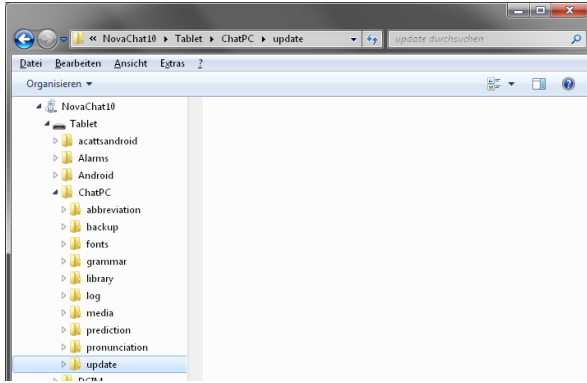 « NovaChat10 ▸ Tablet ▸ ChatPC ▸ update
update durchsuchen
Datei Bearbeiten Ansicht Extras ?
Organisieren
NovaChat10
Tablet
acattsandroid
Alarms
Android
ChatPC
abbreviation
backup
fonts
grammar
library
log
media
prediction
pronunciation
update